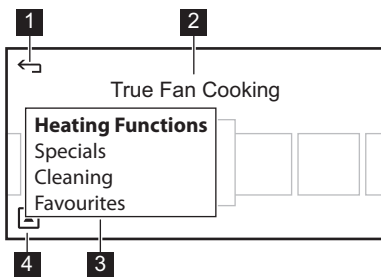 1
2
True Fan Cooking
Heating Functions
Specials
Cleaning
Favourites
4
3